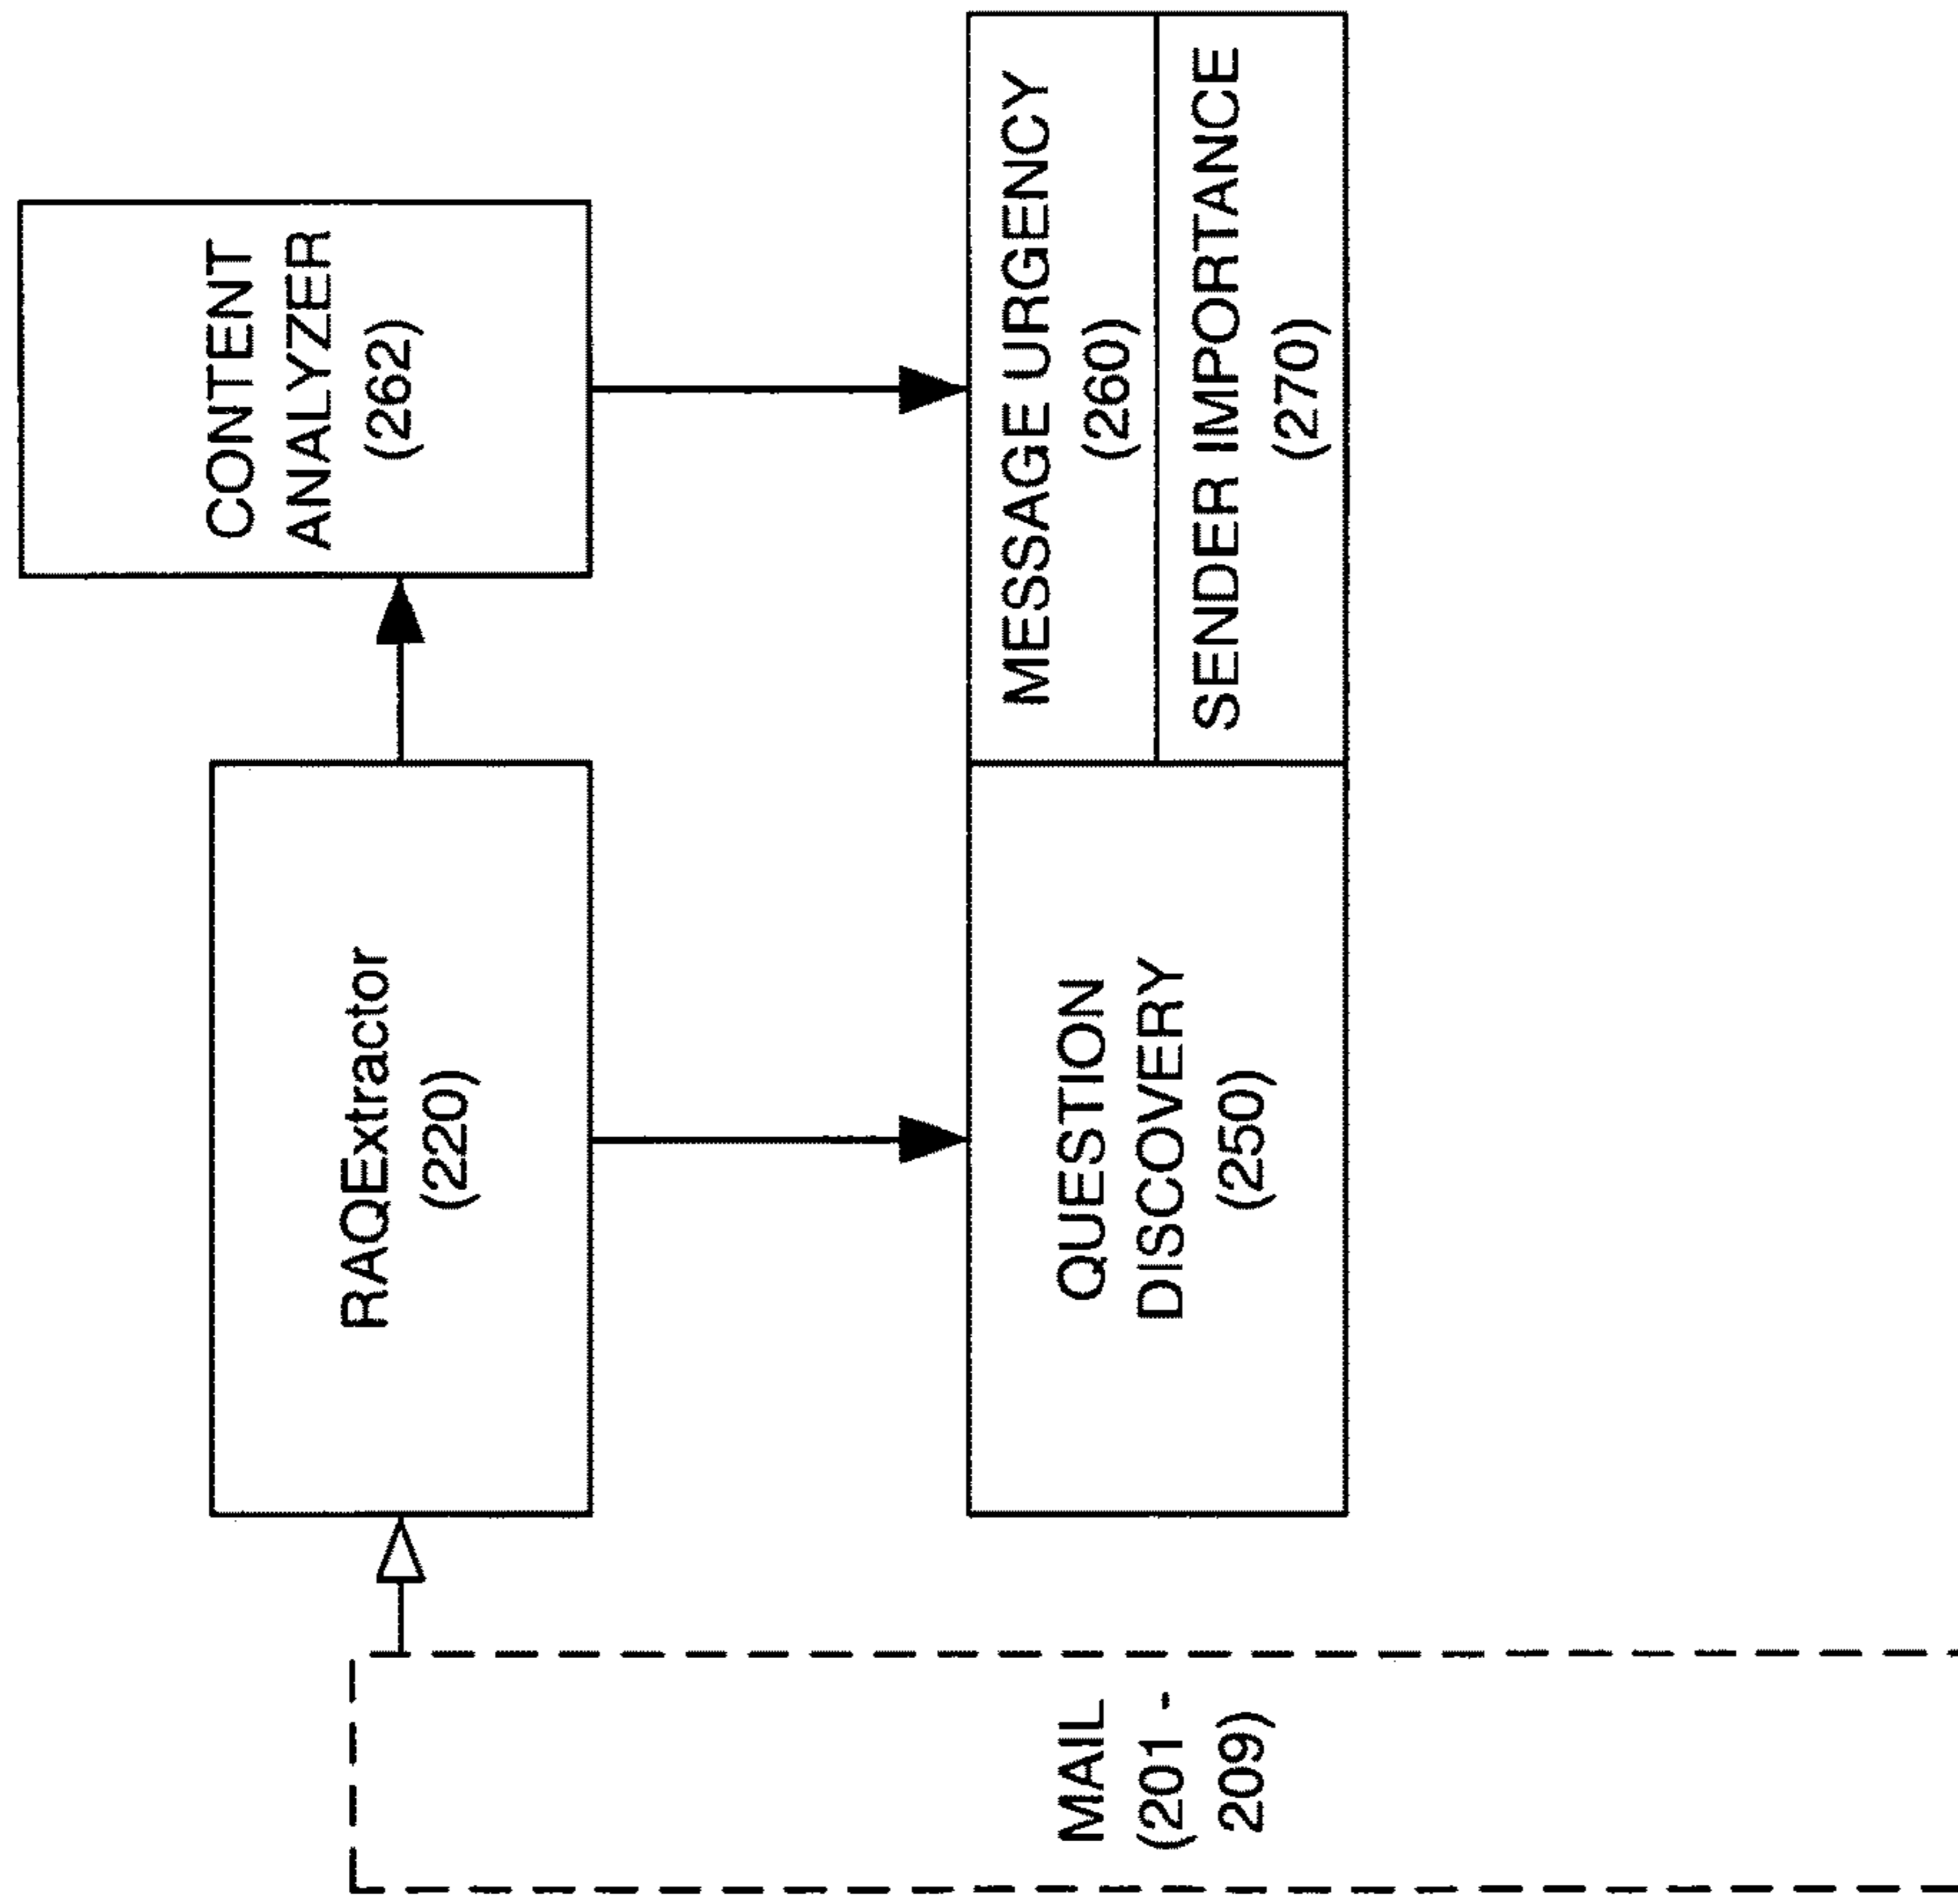 MAIL
(201 -
209)
RAQExtractor
(220)
CONTENT
ANALYZER
(262)
QUESTION
DISCOVERY
(250)
MESSAGE URGENCY
(260)
SENDER IMPORTANCE
(270)